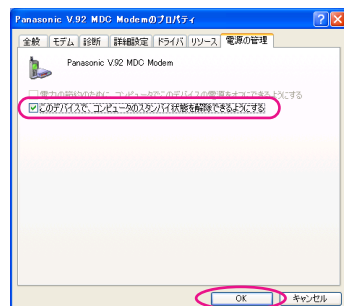 Panasonic V.92 MDC Modemのプロパティ
全般 モデム 診断 詳細設定 ドライバ リソース 電源の管理
Panasonic V.92 MDC Modem
電力の節約のために、コンピュータでこのデバイスの電源をオフにできるようにする
このデバイスで、コンピュータのスタンバイ状態を解除できるようにする
OK キャンセル